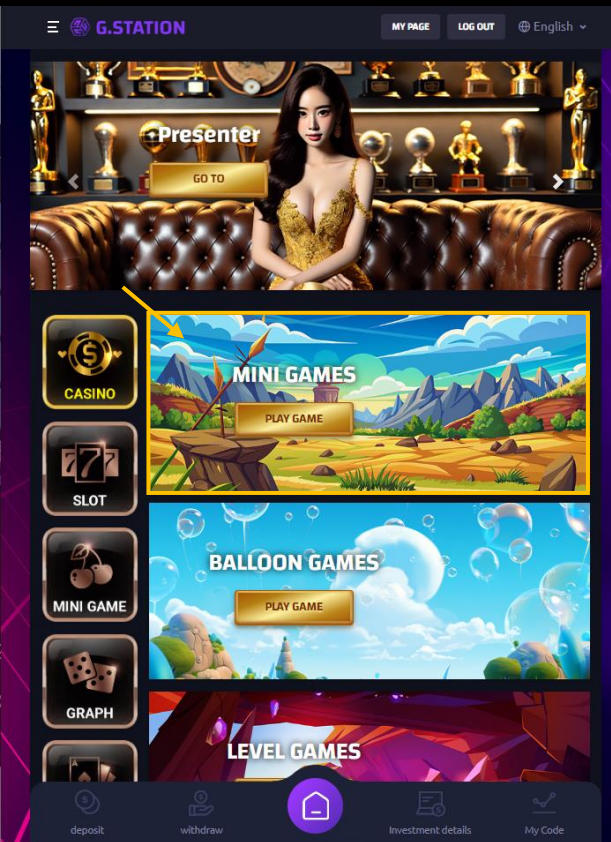 G.STATION
MY PAGE
LOG OUT
English
Presenter
GO TO
CASINO
MINI GAMES
PLAY GAME
777
SLOT
BALLOON GAMES
PLAY GAME
MINI GAME
GRAPH
LEVEL GAMES
A
deposit
withdraw
Investment details
My Code